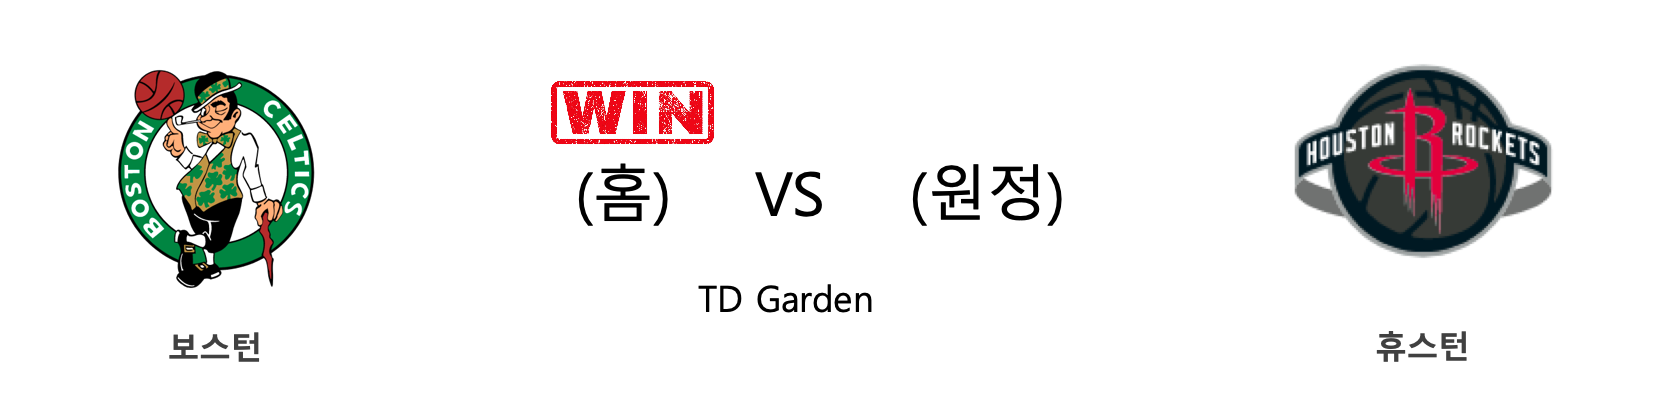 BOSTON CELTICS
WIN
HOUSTON ROCKETS
(홈) VS (원정)
TD Garden
보스턴
휴스턴